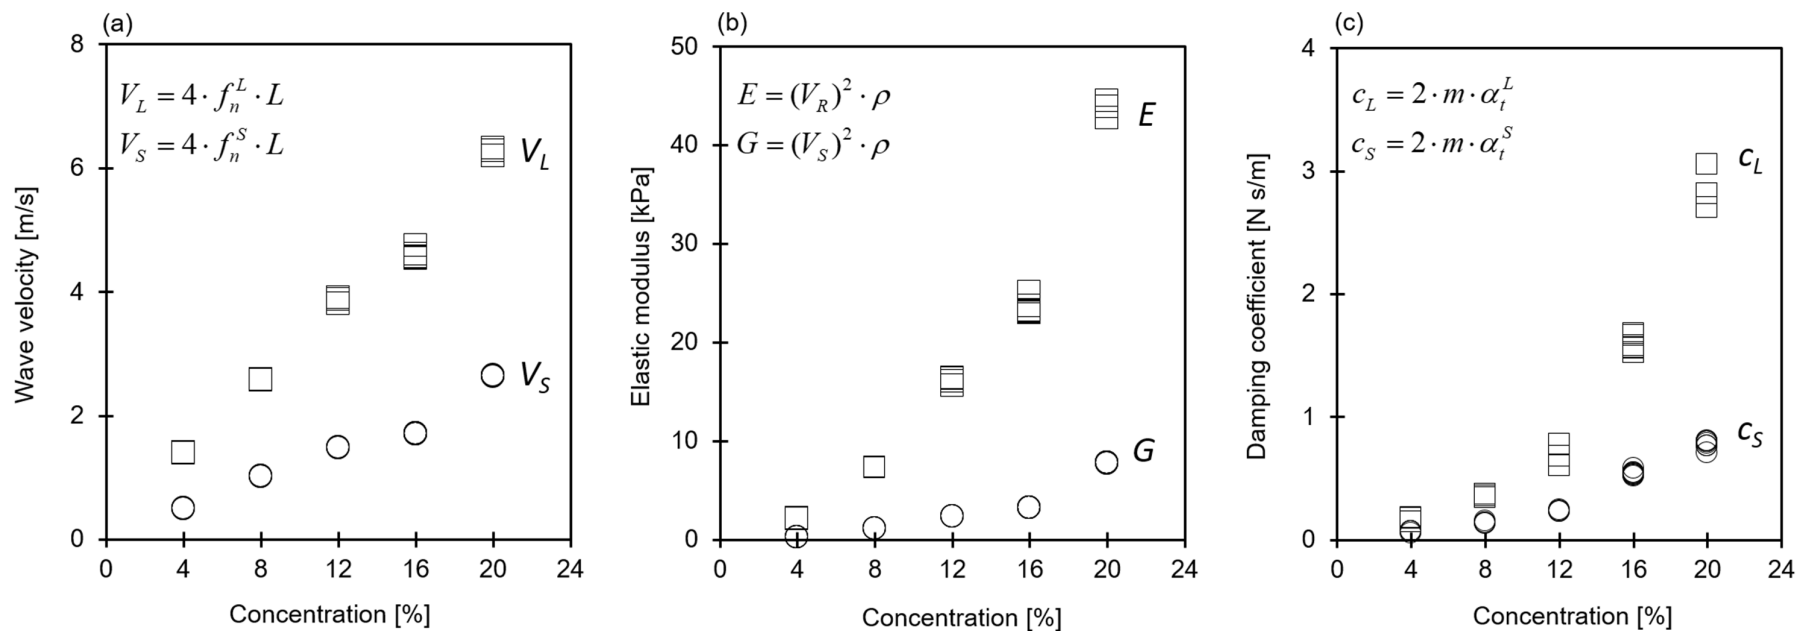 (a)
8
6
4
2
0
Wave velocity [m/s]
V_L = 4 · f_n^L · L
V_S = 4 · f_n^S · L
V_L
V_S
0 4 8 12 16 20 24
Concentration [%]
(b)
50
40
30
20
10
0
Elastic modulus [kPa]
E = (V_R)^2 · ρ
G = (V_S)^2 · ρ
E
G
0 4 8 12 16 20 24
Concentration [%]
(c)
4
3
2
1
0
Damping coefficient [N s/m]
c_L = 2 · m · α_t^L
c_S = 2 · m · α_t^S
c_L
c_S
0 4 8 12 16 20 24
Concentration [%]